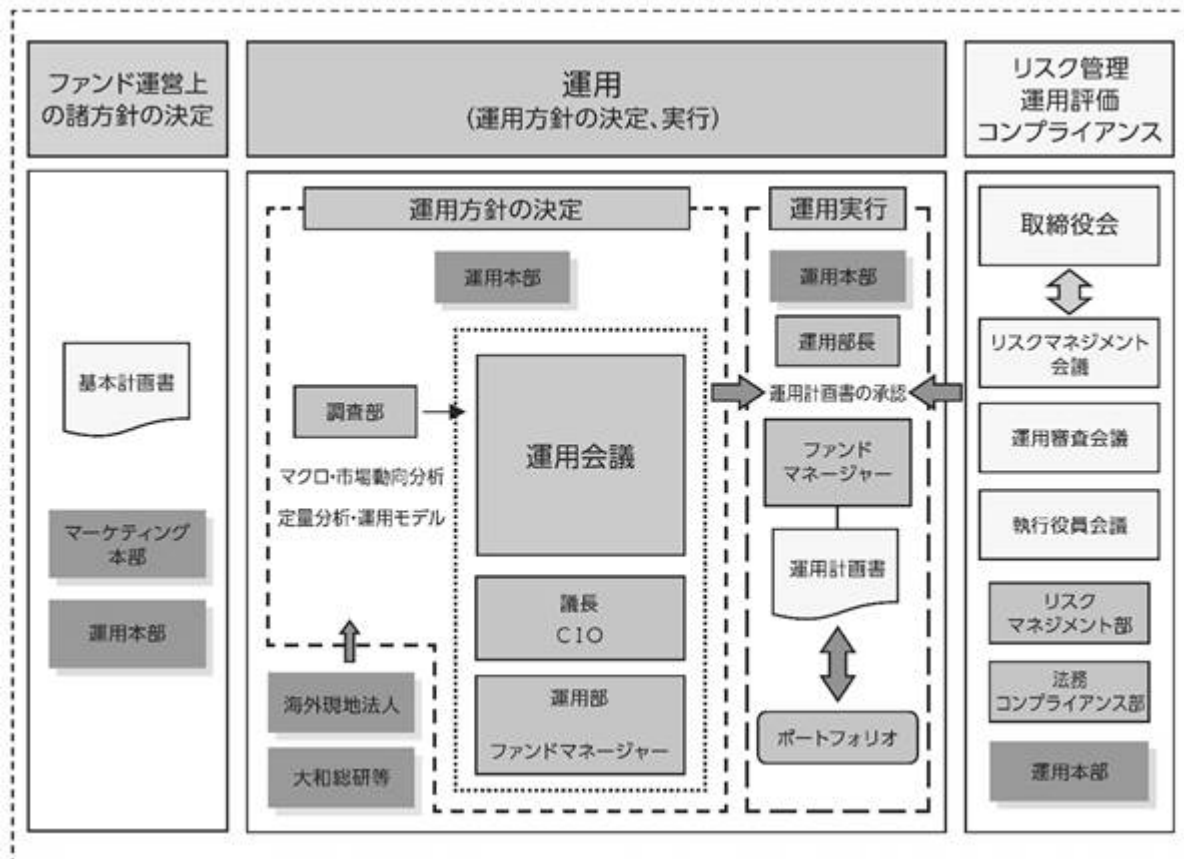 ファンド運営上
の諸方針の決定
運用
(運用方針の決定、実行)
リスク管理
運用評価
コンプライアンス
基本計画書
マーケティング
本部
運用本部
運用方針の決定
運用本部
調査部
マクロ・市場動向分析
定量分析・運用モデル
海外現地法人
大和総研等
運用会議
議長
CIO
運用部
ファンドマネージャー
運用実行
運用本部
運用部長
運用計画書の承認
ファンド
マネージャー
運用計画書
ポートフォリオ
取締役会
リスクマネジメント
会議
運用審査会議
執行役員会議
リスク
マネジメント部
法務
コンプライアンス部
運用本部